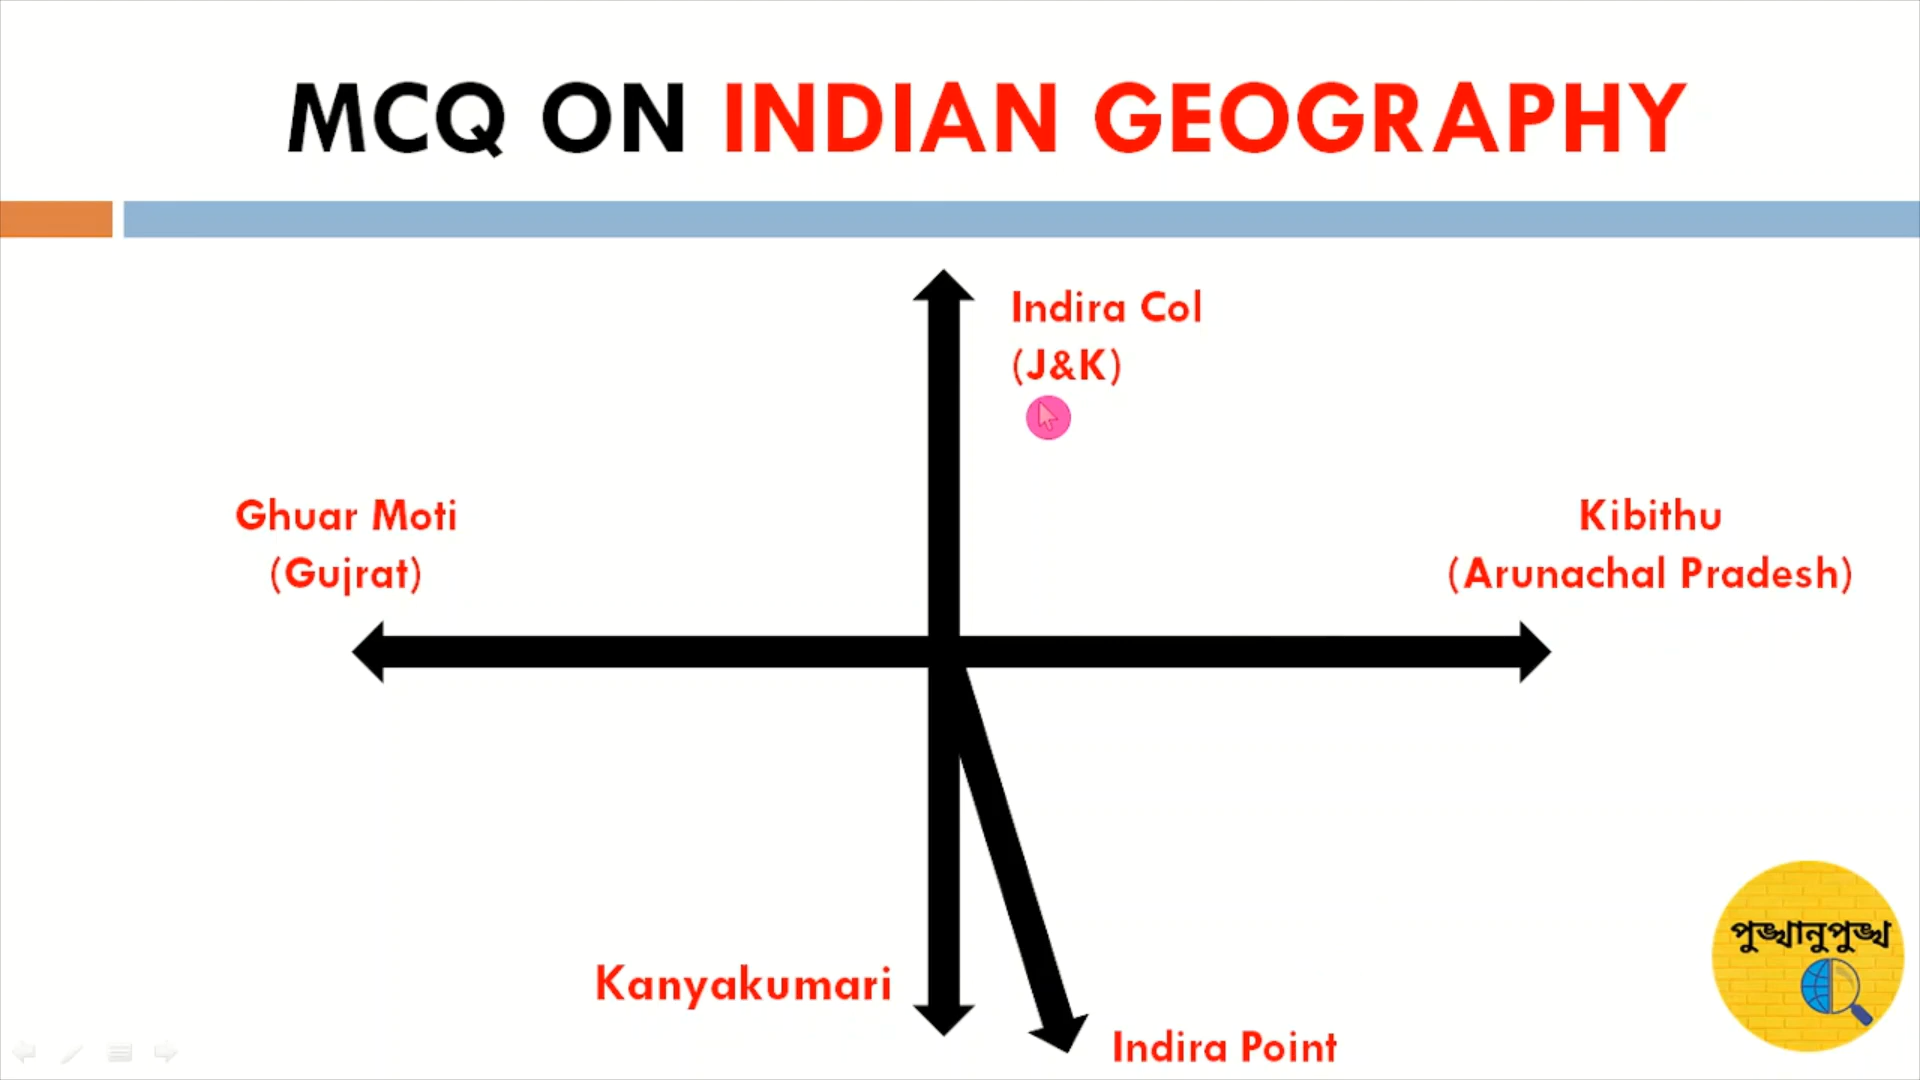 MCQ ON INDIAN GEOGRAPHY
Indira Col
(J&K)
Ghuar Moti
(Gujrat)
Kibithu
(Arunachal Pradesh)
Kanyakumari
Indira Point
পুঙ্খানুপুঙ্খ